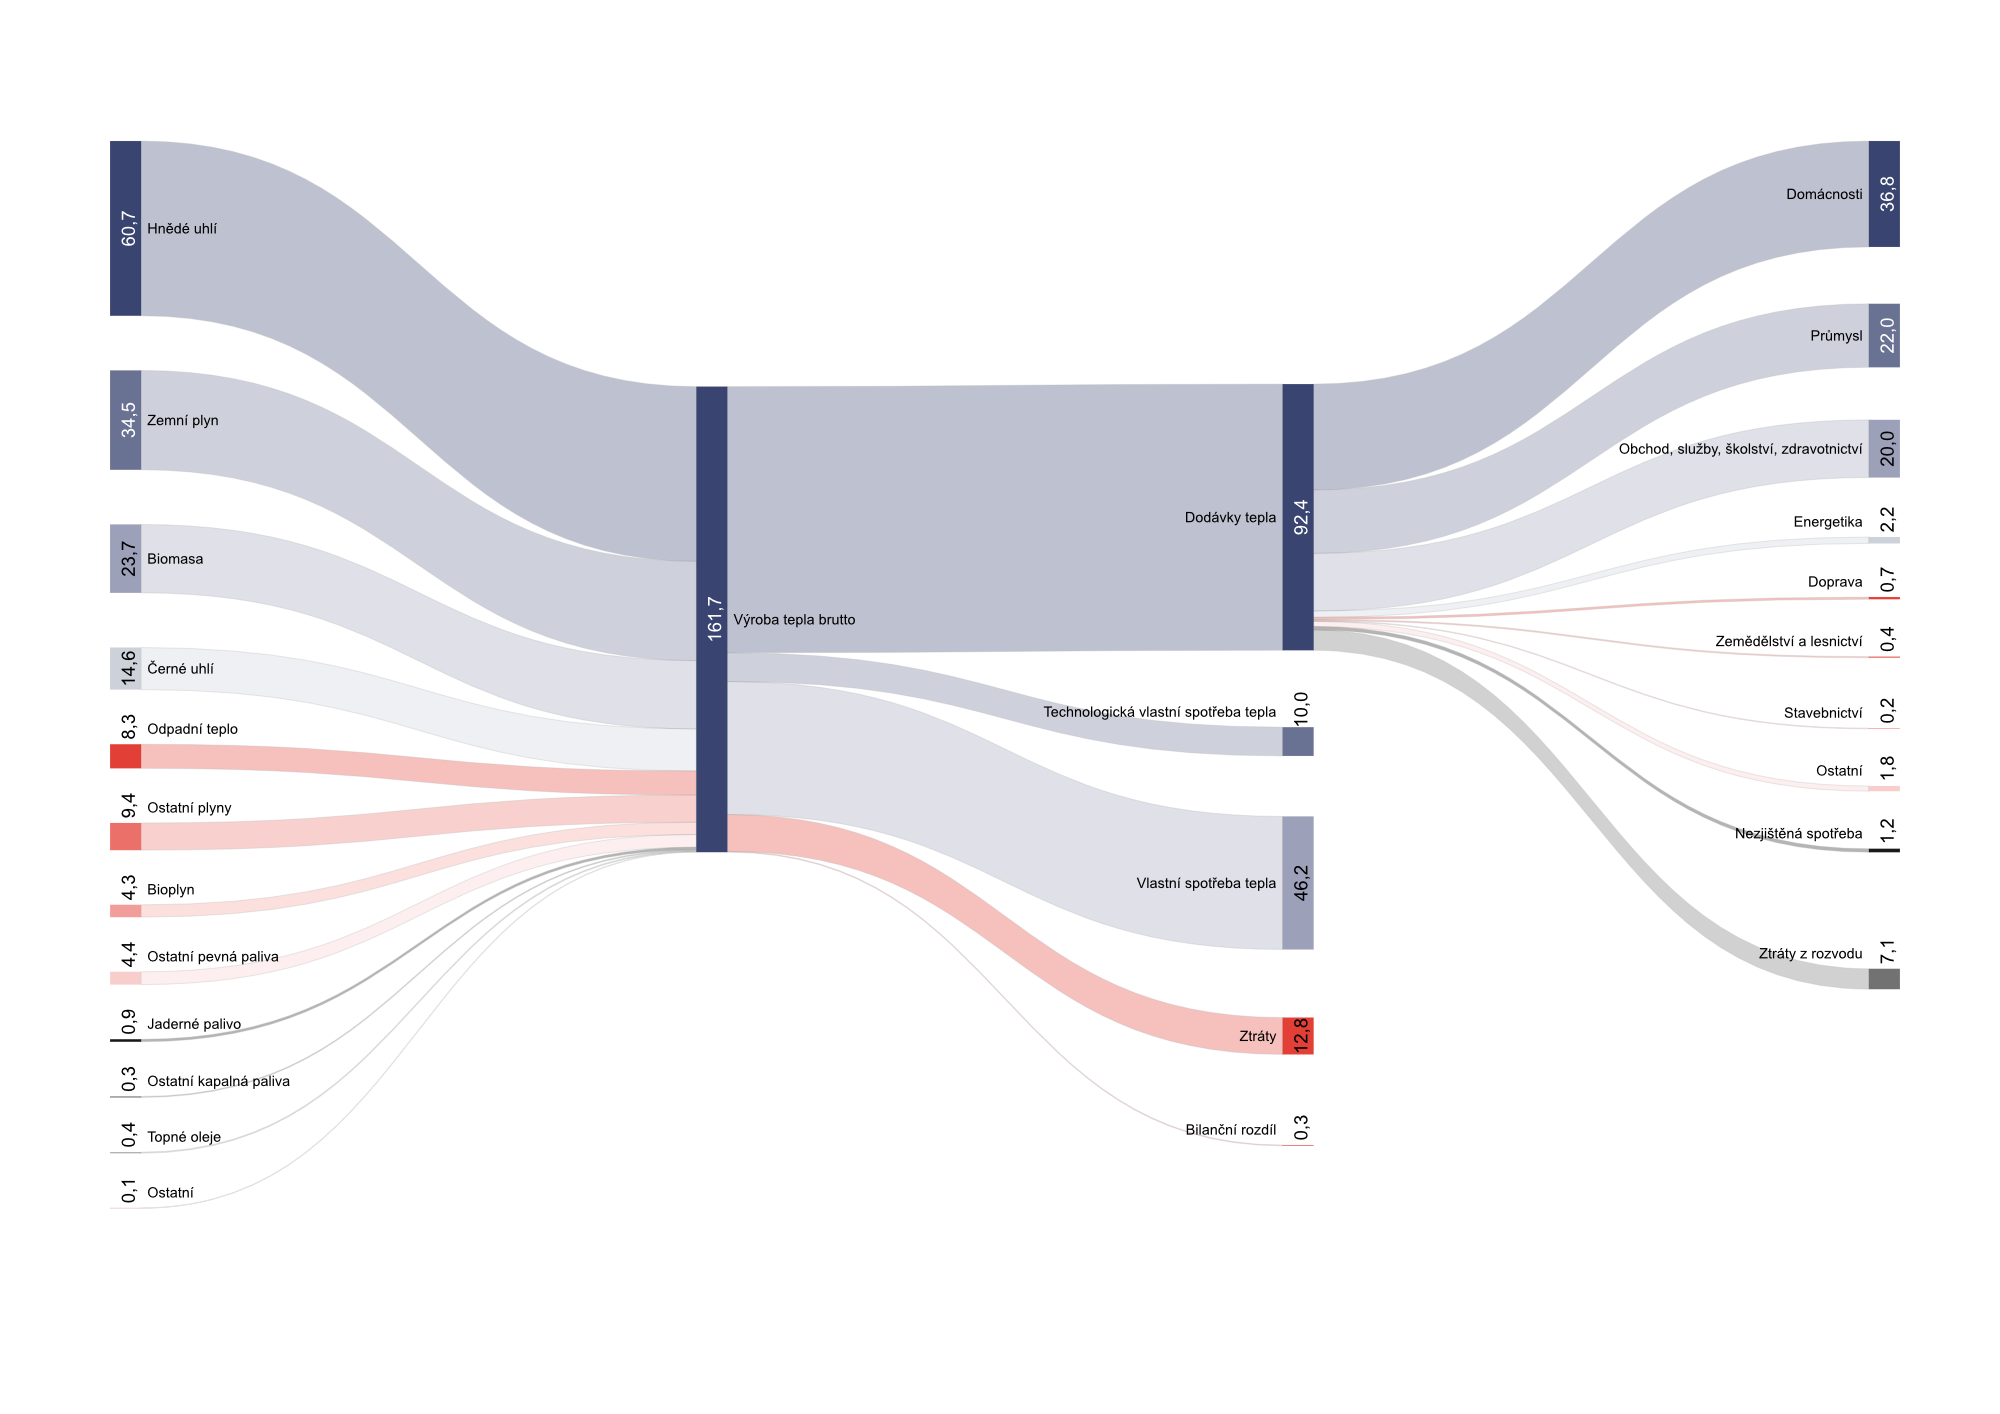 60,7
Hnědé uhlí
34,5
Zemní plyn
23,7
Biomasa
14,6
Černé uhlí
8,3
Odpadní teplo
9,4
Ostatní plyny
4,3
Bioplyn
4,4
Ostatní pevná paliva
0,9
Jaderné palivo
0,3
Ostatní kapalná paliva
0,4
Topné oleje
0,1
Ostatní
161,7
Výroba tepla brutto
Dodávky tepla
92,4
Technologická vlastní spotřeba tepla
10,0
Vlastní spotřeba tepla
46,2
Ztráty
12,8
Bilanční rozdíl
0,3
Domácnosti
36,8
Průmysl
22,0
Obchod, služby, školství, zdravotnictví
20,0
Energetika
2,2
Doprava
0,7
Zemědělství a lesnictví
0,4
Stavebnictví
0,2
Ostatní
1,8
Nezjištěná spotřeba
1,2
Ztráty z rozvodu
7,1